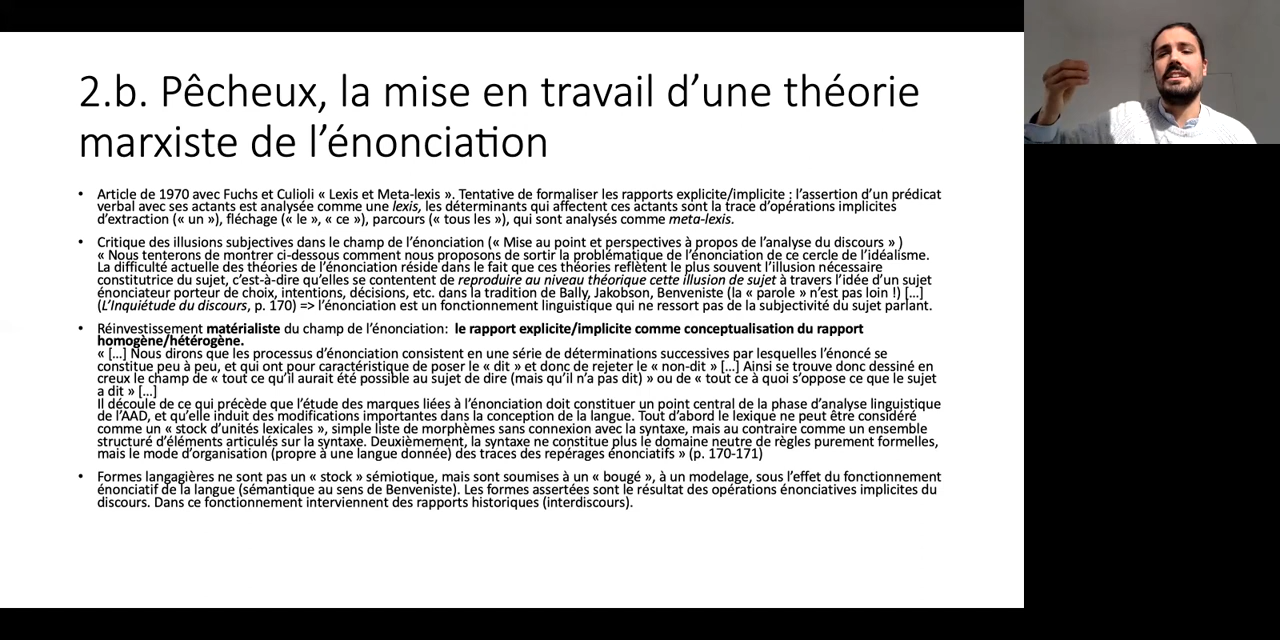 2.b. Pêcheux, la mise en travail d’une théorie
marxiste de l’énonciation
• Article de 1970 avec Fuchs et Culioli « Lexis et Meta-lexis ». Tentative de formaliser les rapports explicite/implicite : l’assertion d’un prédicat
verbal avec ses actants est analysée comme une lexis, les déterminants qui affectent ces actants sont la trace d’opérations implicites
d’extraction (« un »), fléchage (« le », « ce »), parcours (« tous les »), qui sont analysés comme meta-lexis.
• Critique des illusions subjectives dans le champ de l’énonciation (« Mise au point et perspectives à propos de l’analyse du discours » )
« Nous tenterons de montrer ci-dessous comment nous proposons de sortir la problématique de l’énonciation de ce cercle de l’idéalisme.
La difficulté actuelle des théories de l’énonciation réside dans le fait que ces théories reflètent le plus souvent l’illusion nécessaire
constitutrice du sujet, c’est-à-dire qu’elles se contentent de reproduire au niveau théorique cette illusion de sujet à travers l’idée d’un sujet
énonciateur porteur de choix, intentions, décisions, etc. dans la tradition de Bally, Jakobson, Benveniste (la « parole » n’est pas loin !) […]
(L’Inquiétude du discours, p. 170) => l’énonciation est un fonctionnement linguistique qui ne ressort pas de la subjectivité du sujet parlant.
• Réinvestissement matérialiste du champ de l’énonciation: le rapport explicite/implicite comme conceptualisation du rapport
homogène/hétérogène.
« […] Nous dirons que les processus d’énonciation consistent en une série de déterminations successives par lesquelles l’énoncé se
constitue peu à peu, et qui ont pour caractéristique de poser le « dit » et donc de rejeter le « non-dit » […] Ainsi se trouve donc dessiné en
creux le champ de « tout ce qu’il aurait été possible au sujet de dire (mais qu’il n’a pas dit) » ou de « tout ce à quoi s’oppose ce que le sujet
a dit » […]
Il découle de ce qui précède que l’étude des marques liées à l’énonciation doit constituer un point central de la phase d’analyse linguistique
de l’AAD, et qu’elle induit des modifications importantes dans la conception de la langue. Tout d’abord le lexique ne peut être considéré
comme un « stock d’unités lexicales », simple liste de morphèmes sans connexion avec la syntaxe, mais au contraire comme un ensemble
structuré d’éléments articulés sur la syntaxe. Deuxièmement, la syntaxe ne constitue plus le domaine neutre de règles purement formelles,
mais le mode d’organisation (propre à une langue donnée) des traces des repérages énonciatifs » (p. 170-171)
• Formes langagières ne sont pas un « stock » sémiotique, mais sont soumises à un « bougé », à un modelage, sous l’effet du fonctionnement
énonciatif de la langue (sémantique au sens de Benveniste). Les formes assertées sont le résultat des opérations énonciatives implicites du
discours. Dans ce fonctionnement interviennent des rapports historiques (interdiscours).